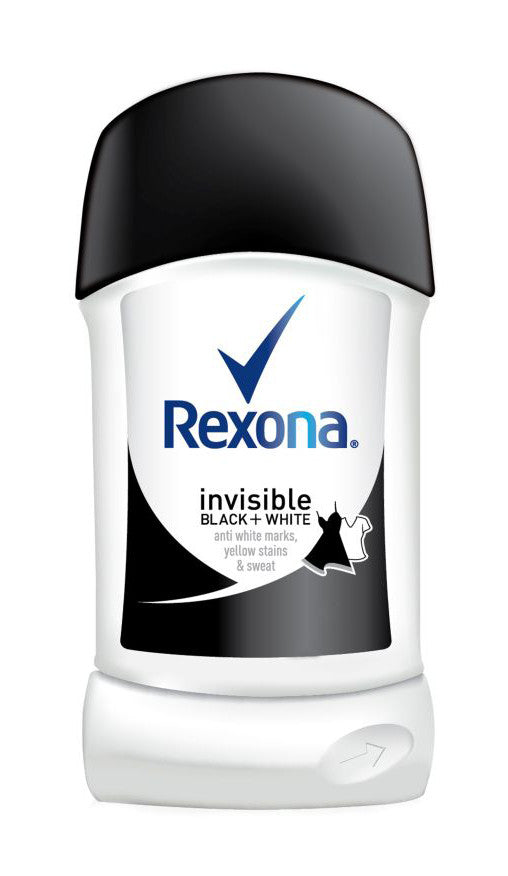 Rexona®
invisible
BLACK+ WHITE
anti white marks,
yellow stains
& sweat